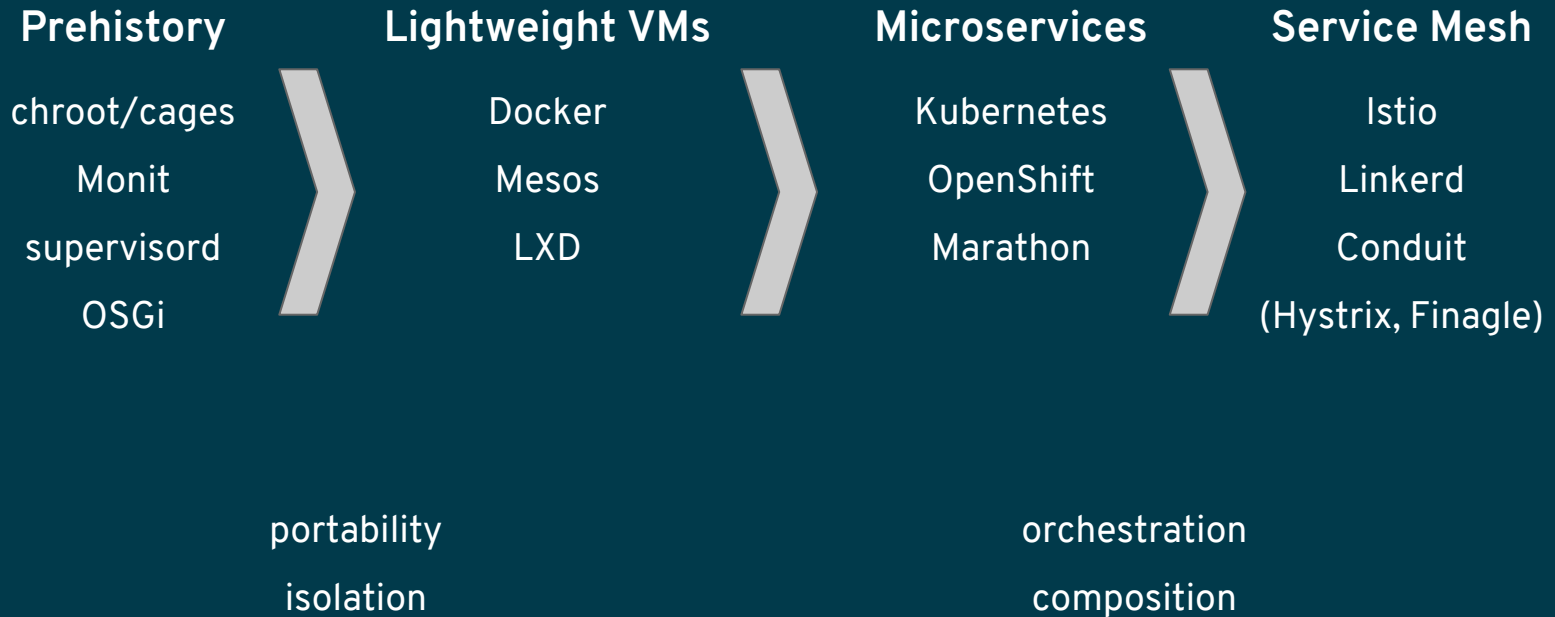 Prehistory
chroot/cages
Monit
supervisord
OSGi
Lightweight VMs
Docker
Mesos
LXD
Microservices
Kubernetes
OpenShift
Marathon
Service Mesh
Istio
Linkerd
Conduit
(Hystrix, Finagle)
portability
isolation
orchestration
composition